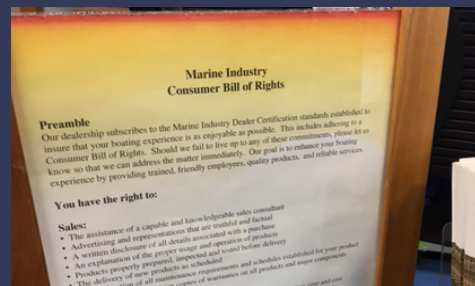 Marine Industry
Consumer Bill of Rights
Preamble
Our dealership subscribes to the Marine Industry Dealer Certification standards established to
insure that your boating experience is as enjoyable as possible. This includes adhering to a
Consumer Bill of Rights. Should we fail to live up to any of these commitments, please let us
know so that we can address the matter immediately. Our goal is to enhance your boating
experience by providing trained, friendly employees, quality products, and reliable services.
You have the right to:
Sales:
• The assistance of a capable and knowledgeable sales consultant
• Advertising and representations that are truthful and factual
• A written disclosure of all details associated with a purchase
• An explanation of the proper usage and operation of products
• Products properly prepared, inspected and tested before delivery
• The delivery of new products as scheduled
of all maintenance requirements and schedules established for your product
copies of warranties on all products and major components
and cost